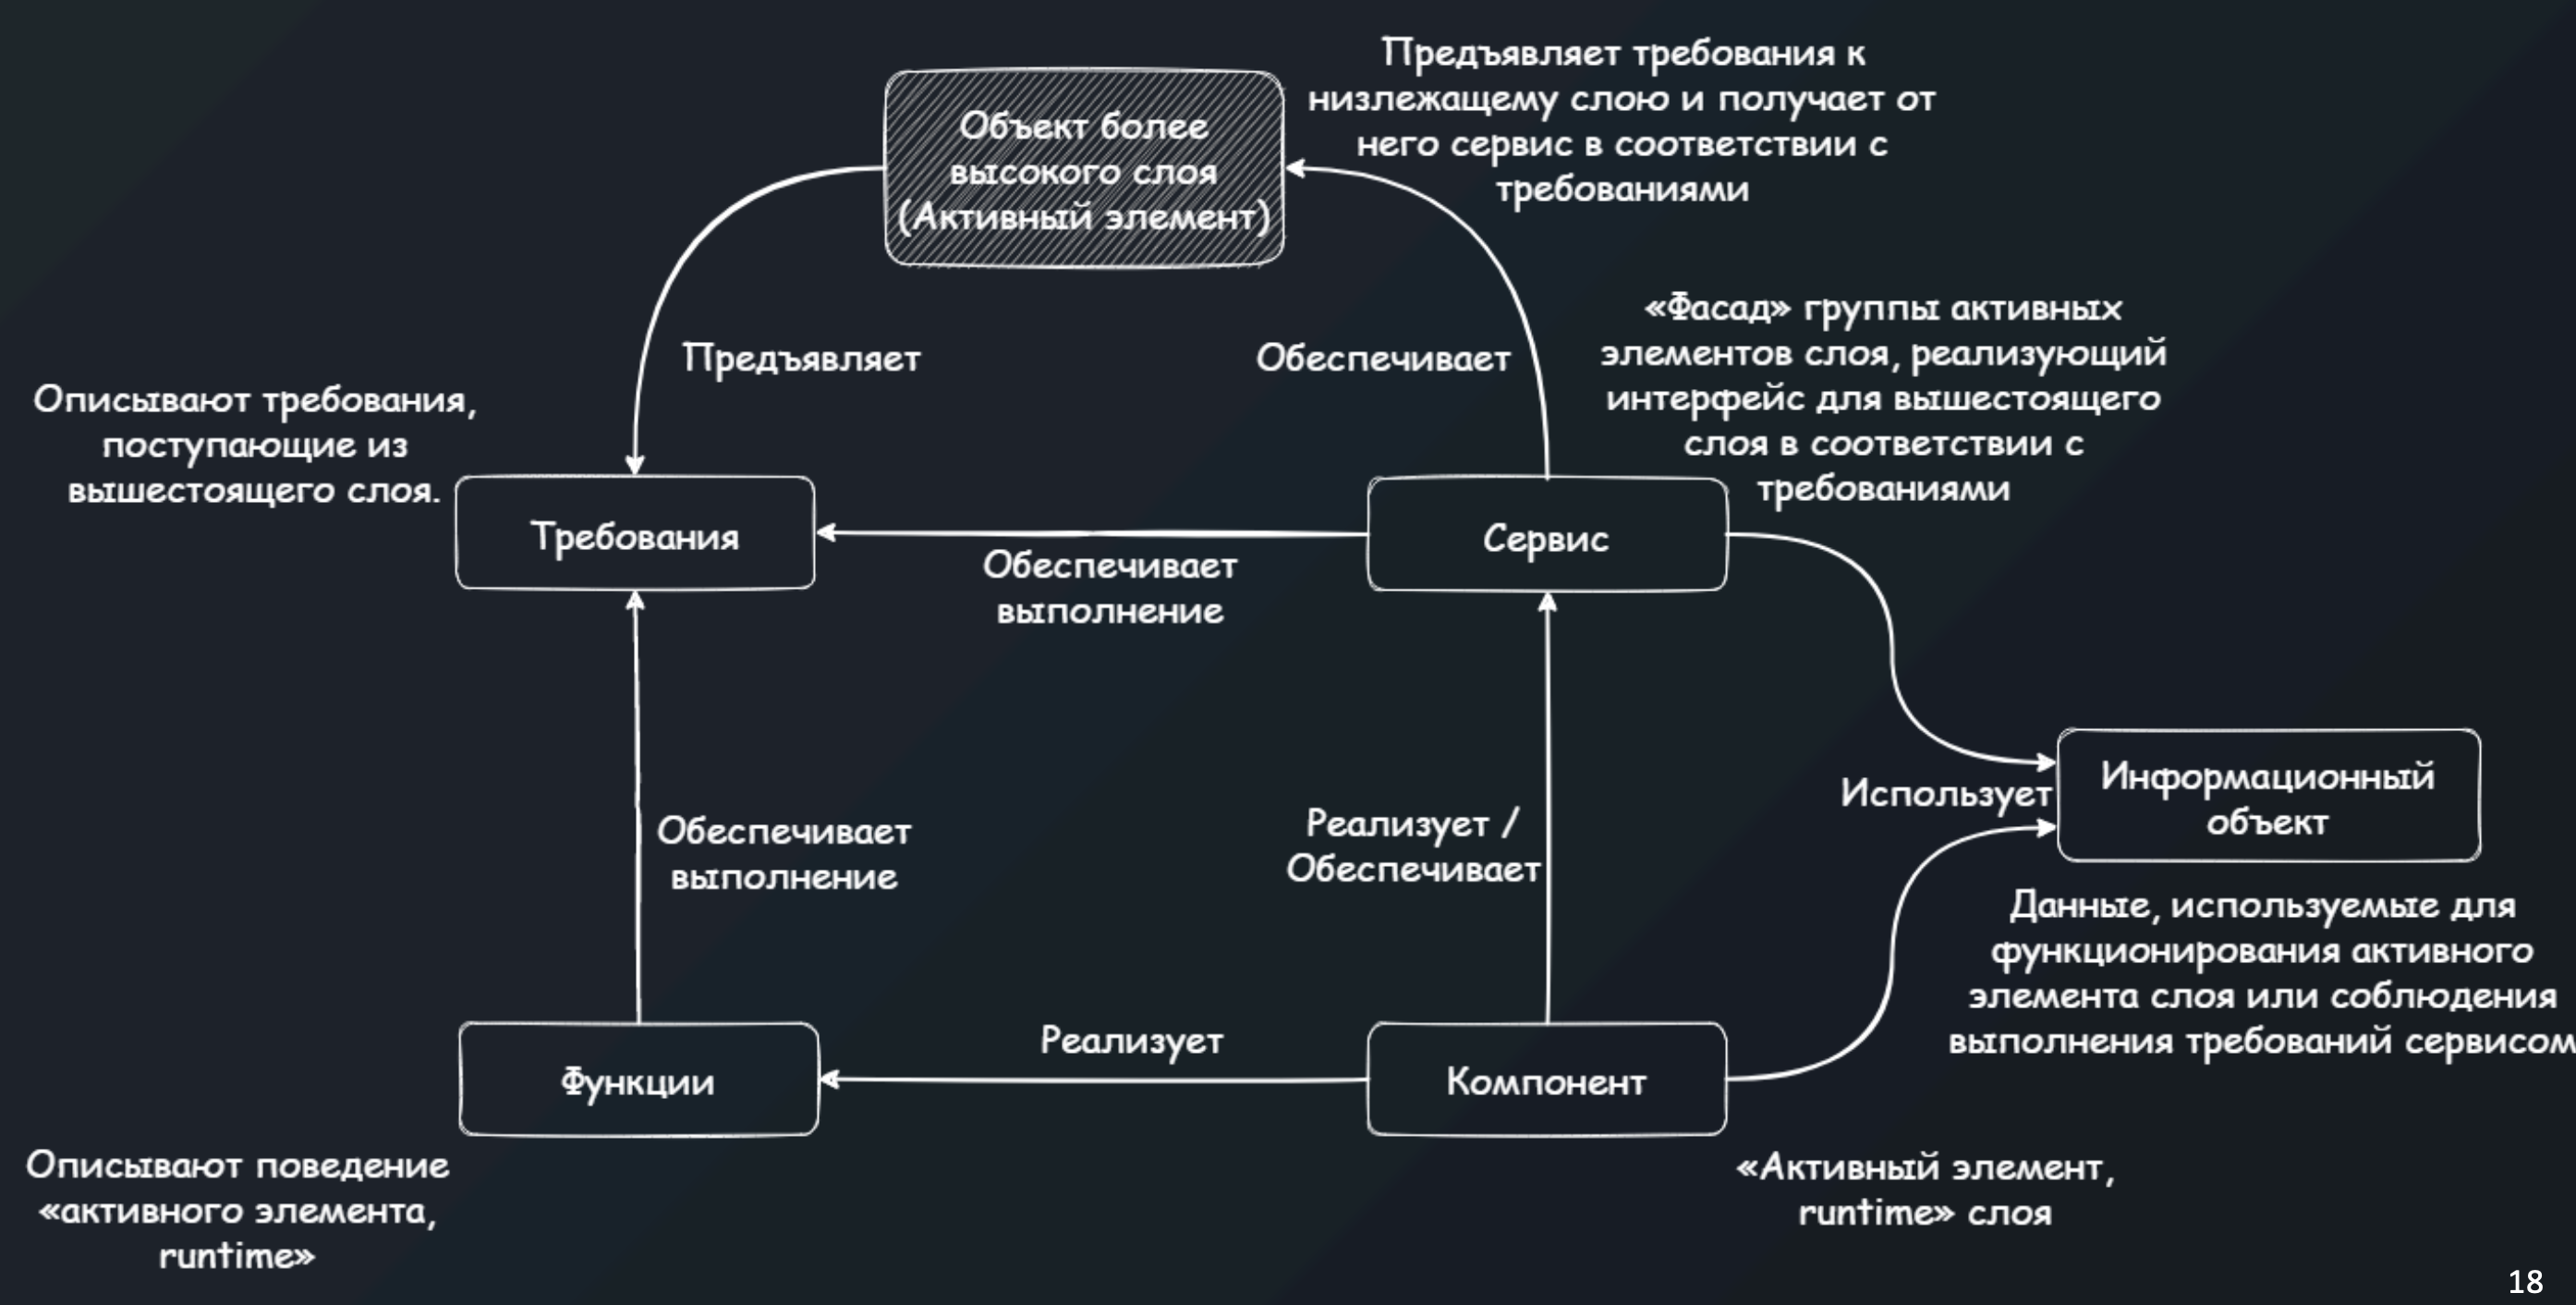 Предъявляет требования к
низлежащему слою и получает от
него сервис в соответствии с
требованиями
Объект более
высокого слоя
(Активный элемент)
«Фасад» группы активных
элементов слоя, реализующий
интерфейс для вышестоящего
слоя в соответствии с
требованиями
Предъявляет
Обеспечивает
Описывают требования,
поступающие из
вышестоящего слоя.
Требования
Сервис
Обеспечивает
выполнение
Обеспечивает
выполнение
Реализует /
Обеспечивает
Использует
Информационный
объект
Данные, используемые для
функционирования активного
элемента слоя или соблюдения
выполнения требований сервисом
Реализует
Функции
Компонент
Описывают поведение
«активного элемента,
runtime»
«Активный элемент,
runtime» слоя
18